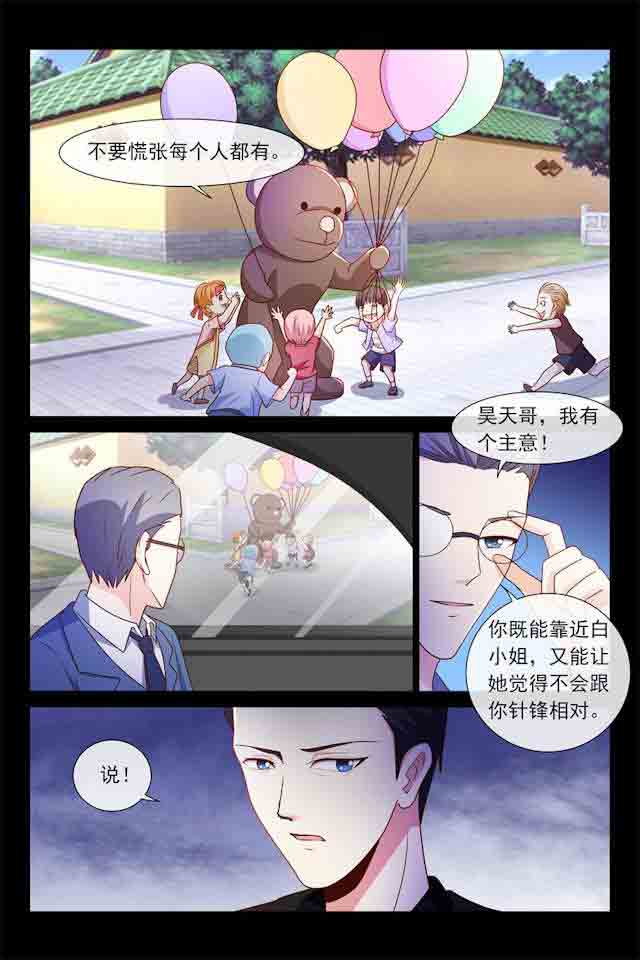 不要慌张每个人都有。
昊天哥，我有
个主意！
你既能靠近白
小姐，又能让
她觉得不会跟
你针锋相对。
说！